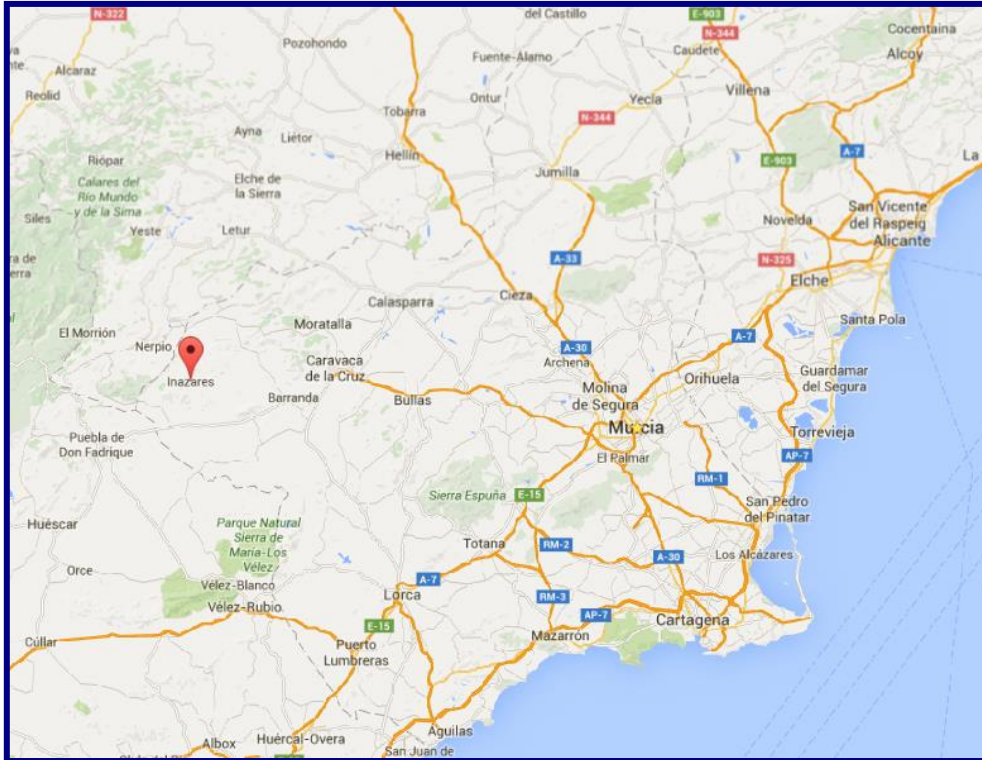 N-322
del Castillo
E-903
N-344
Cocentaina
Pozohondo
Caudete
Alcoy
Fuente-Álamo
Alcaraz
Villena
Reolid
Ontur
Yecla
Tobarra
N-344
Ayna
Liétor
A-7
Hellín
E-903
La
Riópar
Jumilla
Calares del
Río Mundo
y de la Sima
Elche de
la Sierra
San Vicente
del Raspeig
Siles
Novelda
Yeste
Letur
Alicante
ra de
erra
A-33
N-325
Elche
Cieza
Calasparra
Santa Pola
Moratalla
El Morrión
A-7
Nerpio
A-30
Archena
Caravaca
de la Cruz
Inazares
Orihuela
Guardamar
del Segura
Molina
de Segura
Barranda
Bullas
Murcia
Torrevieja
Puebla de
Don Fadrique
El Palmar
AP-7
RM-1
Sierra Espuña
E-15
San Pedro
del Pinatar
Huéscar
Parque Natural
Sierra de
María-Los
Vélez
Totana
RM-2
A-30
Los Alcázares
Orce
A-7
Vélez-Blanco
Lorca
RM-3
Vélez-Rubio
AP-7
Cartagena
E-15
Mazarrón
Cúllar
Puerto
Lumbreras
Águilas
Albox
Huércal-Overa
San Juan de